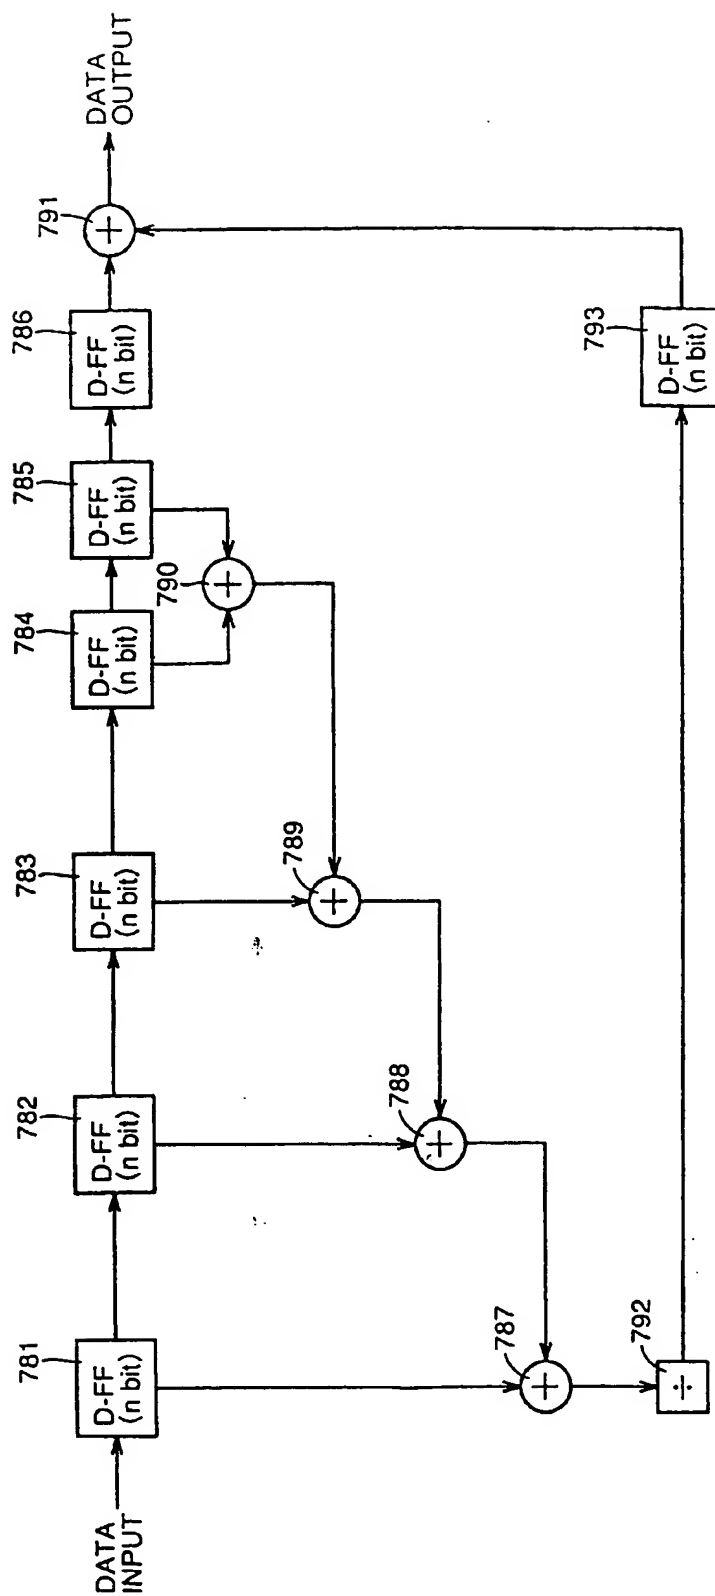 DATA
INPUT
781
D-FF
(n bit)
782
D-FF
(n bit)
783
D-FF
(n bit)
784
D-FF
(n bit)
785
D-FF
(n bit)
786
D-FF
(n bit)
791
+
DATA
OUTPUT
790
+
789
+
788
+
787
+
792
÷
793
D-FF
(n bit)